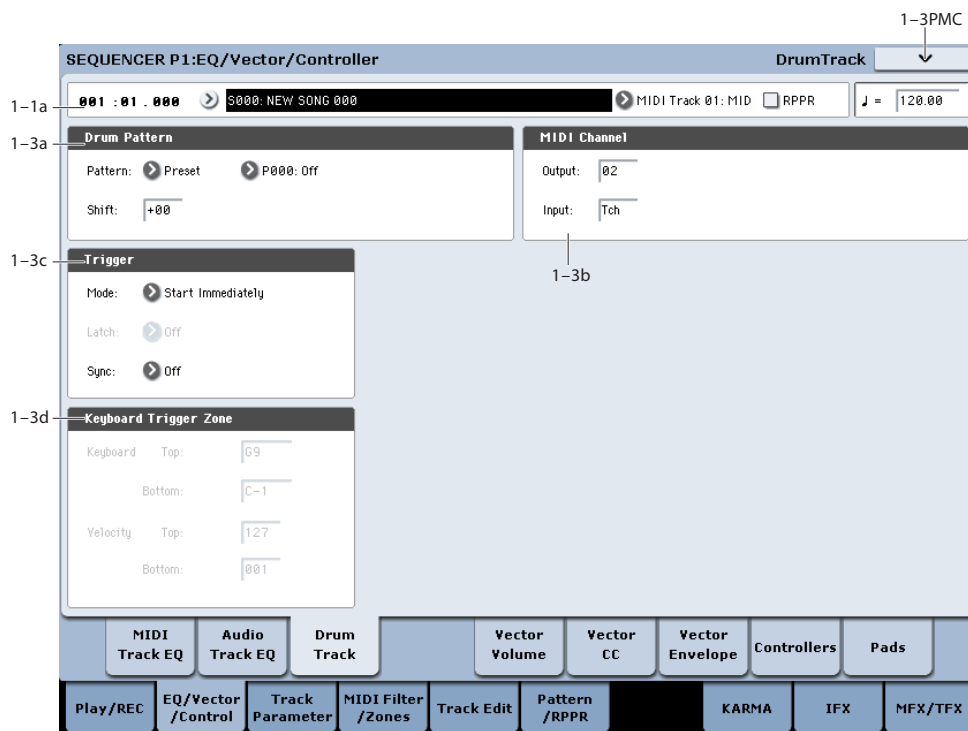 1–3PMC
SEQUENCER P1:EQ/Vector/Controller DrumTrack
1–1a 001 :01 . 000 S000: NEW SONG 000 MIDI Track 01: MID RPPR ♩ = 120.00
1–3a Drum Pattern
Pattern: Preset P000: Off
Shift: +00
MIDI Channel
Output: 02
Input: Tch
1–3b
1–3c Trigger
Mode: Start Immediately
Latch: Off
Sync: Off
1–3d Keyboard Trigger Zone
Keyboard Top: G9
Bottom: C-1
Velocity Top: 127
Bottom: 001
MIDI Track EQ
Audio Track EQ
Drum Track
Vector Volume
Vector CC
Vector Envelope
Controllers
Pads
Play/REC
EQ/Vector /Control
Track Parameter
MIDI Filter /Zones
Track Edit
Pattern /RPPR
KARMA
IFX
MFX/TFX